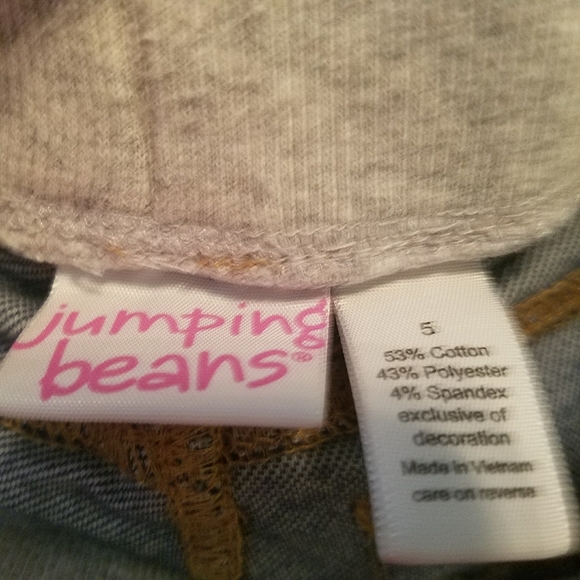 jumping
beans®
5
53% Cotton
43% Polyester
4% Spandex
exclusive of
decoration
Made in Vietnam
care on reverse